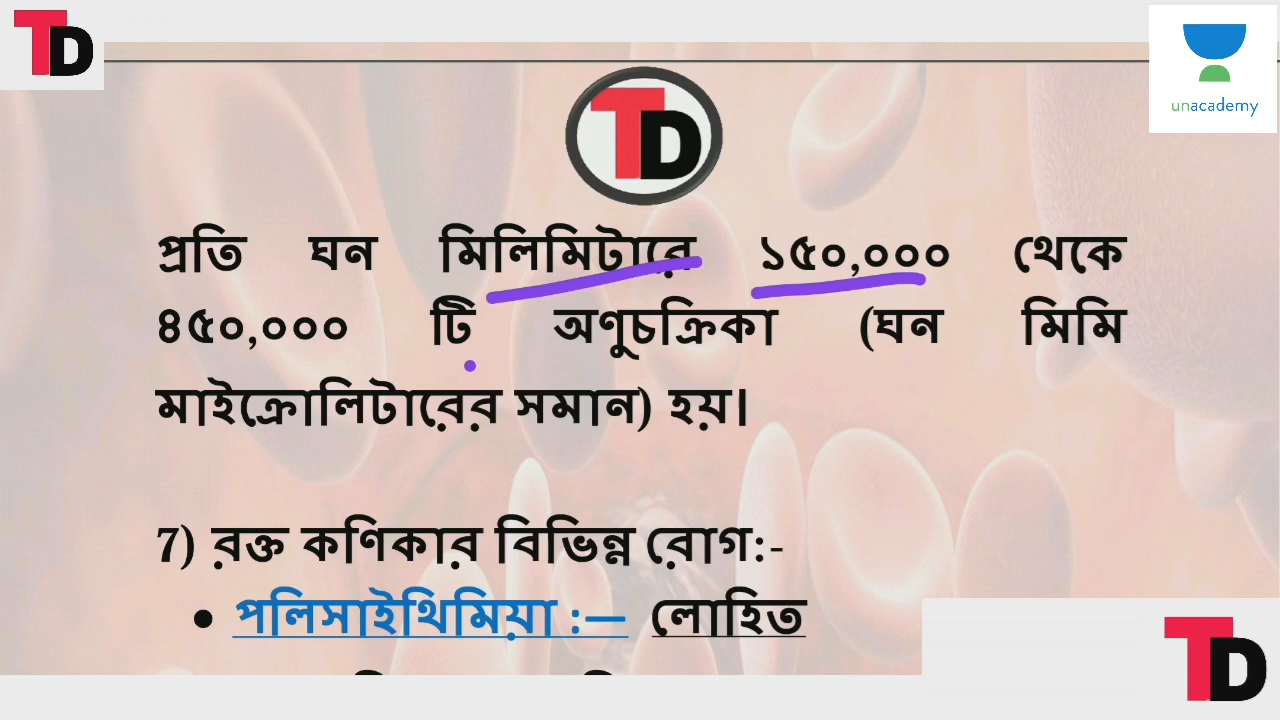 TD
unacademy
TD
প্রতি ঘন মিলিমিটারে ১৫০,০০০ থেকে
৪৫০,০০০ টি অণুচক্রিকা (ঘন মিমি
মাইক্রোলিটারের সমান) হয়।
7) রক্ত কণিকার বিভিন্ন রোগ:-
• পলিসাইথিমিয়া :— লোহিত
TD